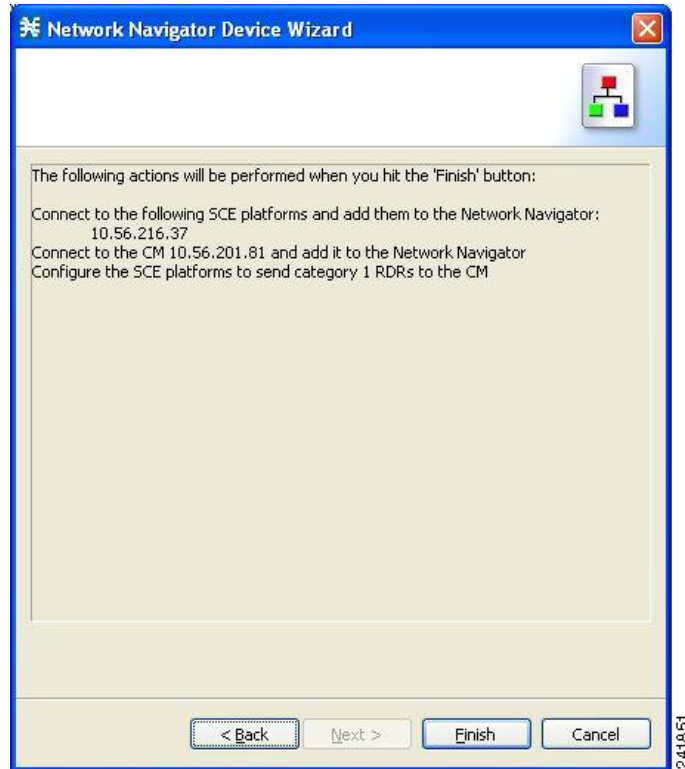 Network Navigator Device Wizard
The following actions will be performed when you hit the 'Finish' button:
Connect to the following SCE platforms and add them to the Network Navigator:
10.56.216.37
Connect to the CM 10.56.201.81 and add it to the Network Navigator
Configure the SCE platforms to send category 1 RDRs to the CM
< Back
Next >
Finish
Cancel
241851